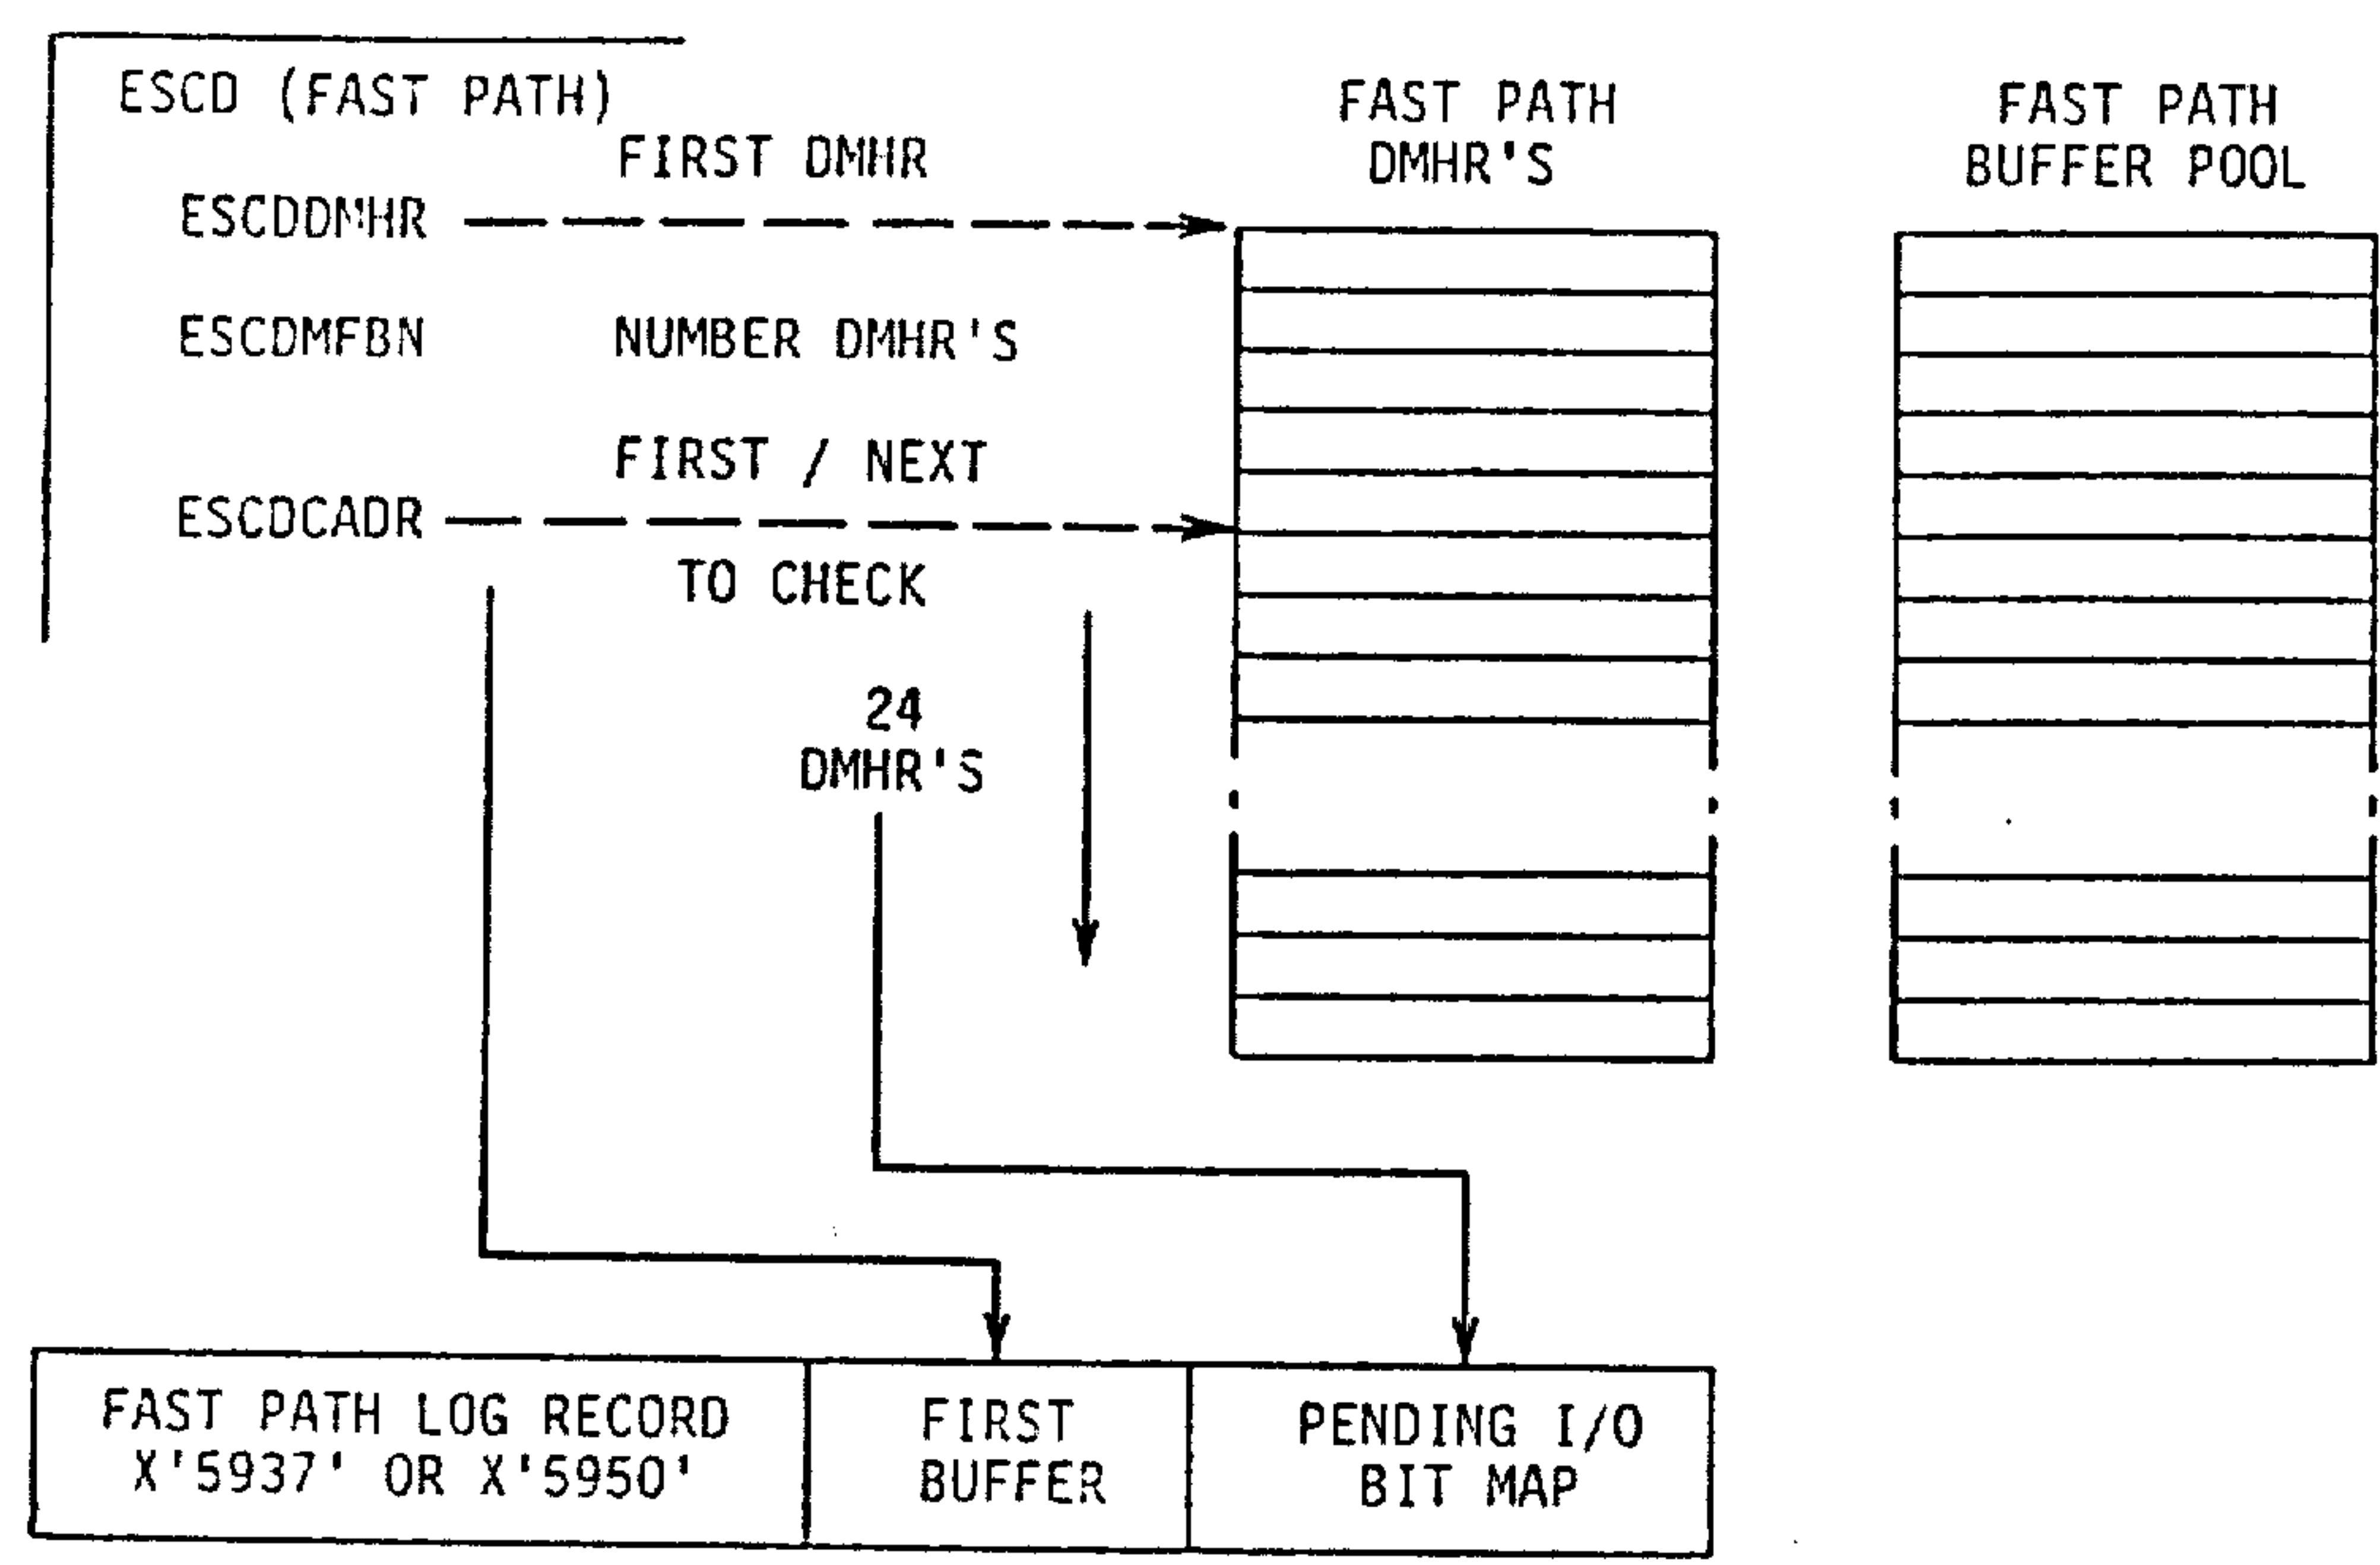 ESCD (FAST PATH)
FIRST DMHR
ESCDDMHR
ESCDMFBN NUMBER DMHR'S
FIRST / NEXT
ESCDCADR
TO CHECK
24
DMHR'S
FAST PATH
DMHR'S
FAST PATH
BUFFER POOL
FAST PATH LOG RECORD
X'5937' OR X'5950'
FIRST
BUFFER
PENDING I/O
BIT MAP